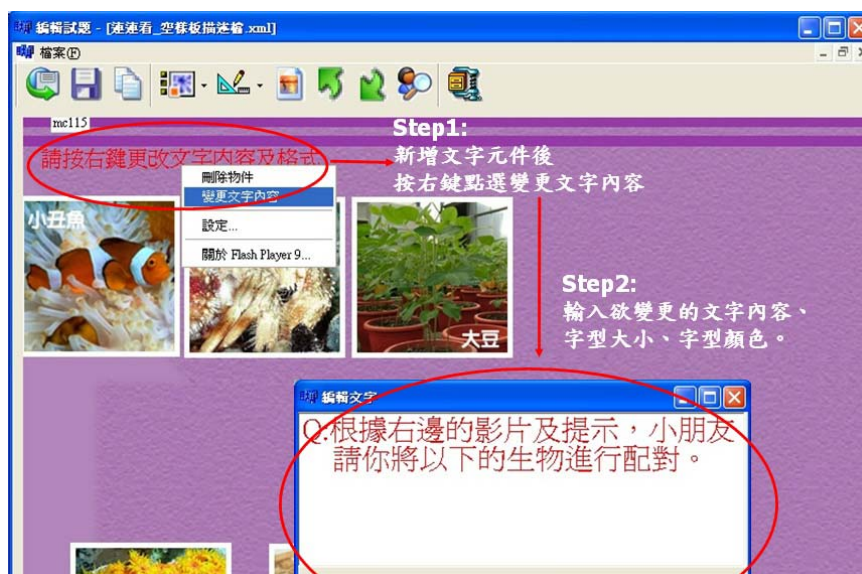 編輯試題 - [連連看_空樣板描述檔.xml]
檔案(F)
mc115
Step1:
新增文字元件後
按右鍵點選變更文字內容
請按右鍵更改文字內容及格式.
刪除物件
變更文字內容
設定...
關於 Flash Player 9...
小丑魚
大豆
Step2:
輸入欲變更的文字內容、
字型大小、字型顏色。
編輯文字
Q.根據右邊的影片及提示，小朋友
請你將以下的生物進行配對。